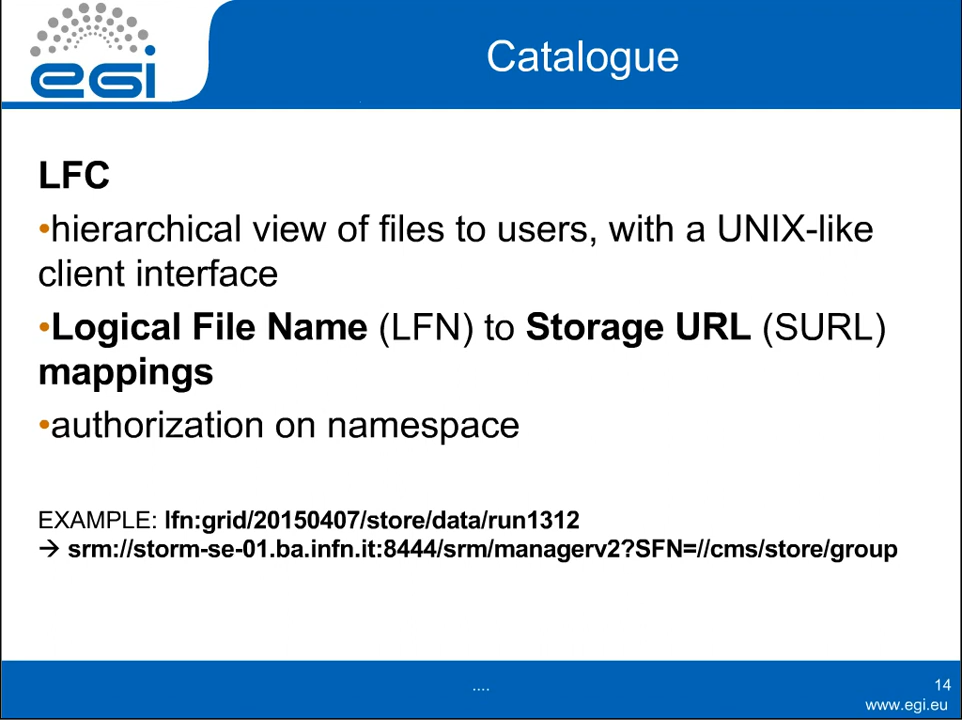 egi
Catalogue
LFC
•hierarchical view of files to users, with a UNIX-like
client interface
•Logical File Name (LFN) to Storage URL (SURL)
mappings
•authorization on namespace
EXAMPLE: lfn:grid/20150407/store/data/run1312
→ srm://storm-se-01.ba.infn.it:8444/srm/managerv2?SFN=//cms/store/group
....
14
www.egi.eu